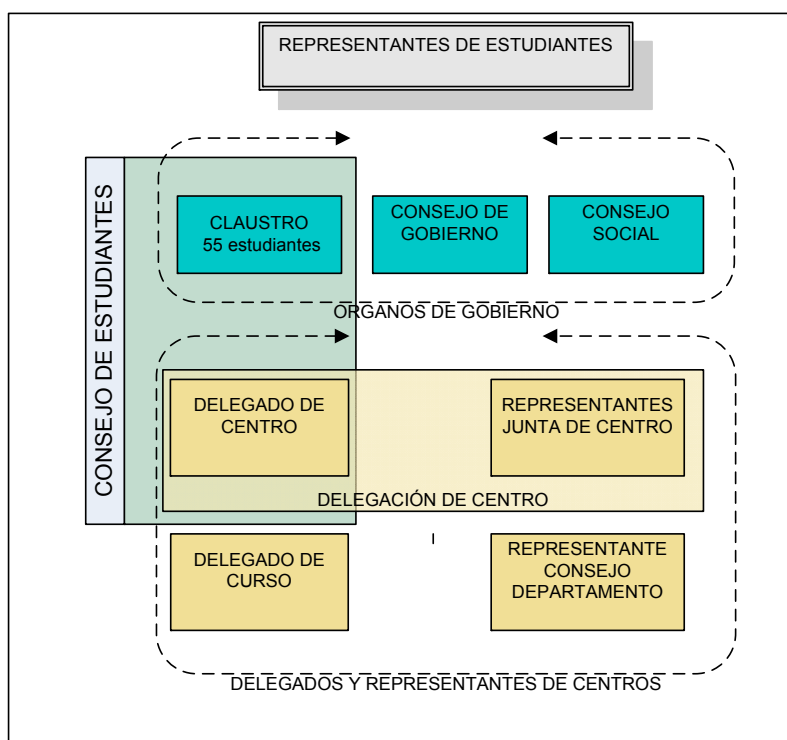 REPRESENTANTES DE ESTUDIANTES
CONSEJO DE ESTUDIANTES
CLAUSTRO
55 estudiantes
CONSEJO DE
GOBIERNO
CONSEJO
SOCIAL
ORGANOS DE GOBIERNO
DELEGADO DE
CENTRO
REPRESENTANTES
JUNTA DE CENTRO
DELEGACIÓN DE CENTRO
DELEGADO DE
CURSO
REPRESENTANTE
CONSEJO
DEPARTAMENTO
DELEGADOS Y REPRESENTANTES DE CENTROS